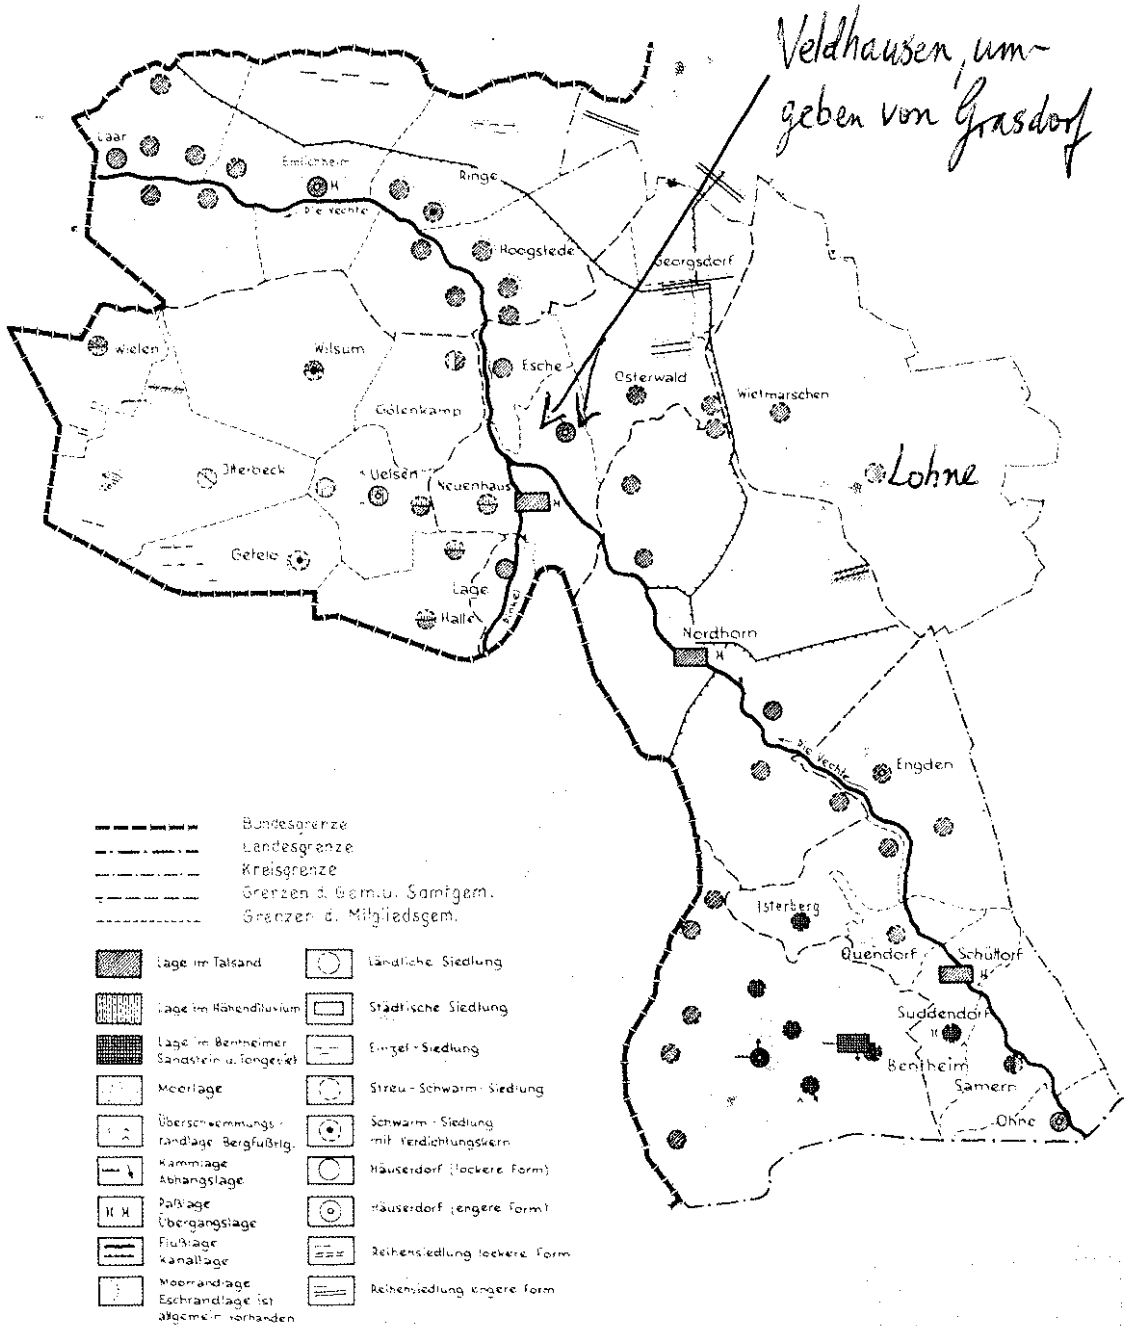 Veldhausen, um-
geben von Grasdorf
Laar
Emlichheim
Ringe
Die Vechte
Hoogstede
Georgsdorf
Wielen
Wilsum
Esche
Osterwald
Wietmarschen
Gölenkamp
Itterbeck
Uelsen
Neuenhaus
Lohne
Getelo
Lage
Dinkel
Halle
Nordhorn
Die Vechte
Engden
Isterberg
Quendorf
Schüttorf
Suddendorf
Bentheim
Samern
Ohne
Bundesgrenze
Landesgrenze
Kreisgrenze
Grenzen d. Gem.u. Samtgem.
Grenzen d. Mitgliedsgem.
Lage im Talsand
Lage im Höhendiluvium
Lage im Bentheimer
Sandstein u. Tongebiet
Moorlage
Überschwemmungs-
randlage Bergfußrlg.
Kammlage
Abhangslage
Paßlage
Übergangslage
Flußlage
Kanallage
Moorrandlage
Eschrandlage ist
allgemein vorhanden
Ländliche Siedlung
Städtische Siedlung
Einzel-Siedlung
Streu-Schwarm-Siedlung
Schwarm-Siedlung
mit Verdichtungskern
Häuserdorf (lockere Form)
Häuserdorf (engere Form)
Reihensiedlung lockere Form
Reihensiedlung engere Form